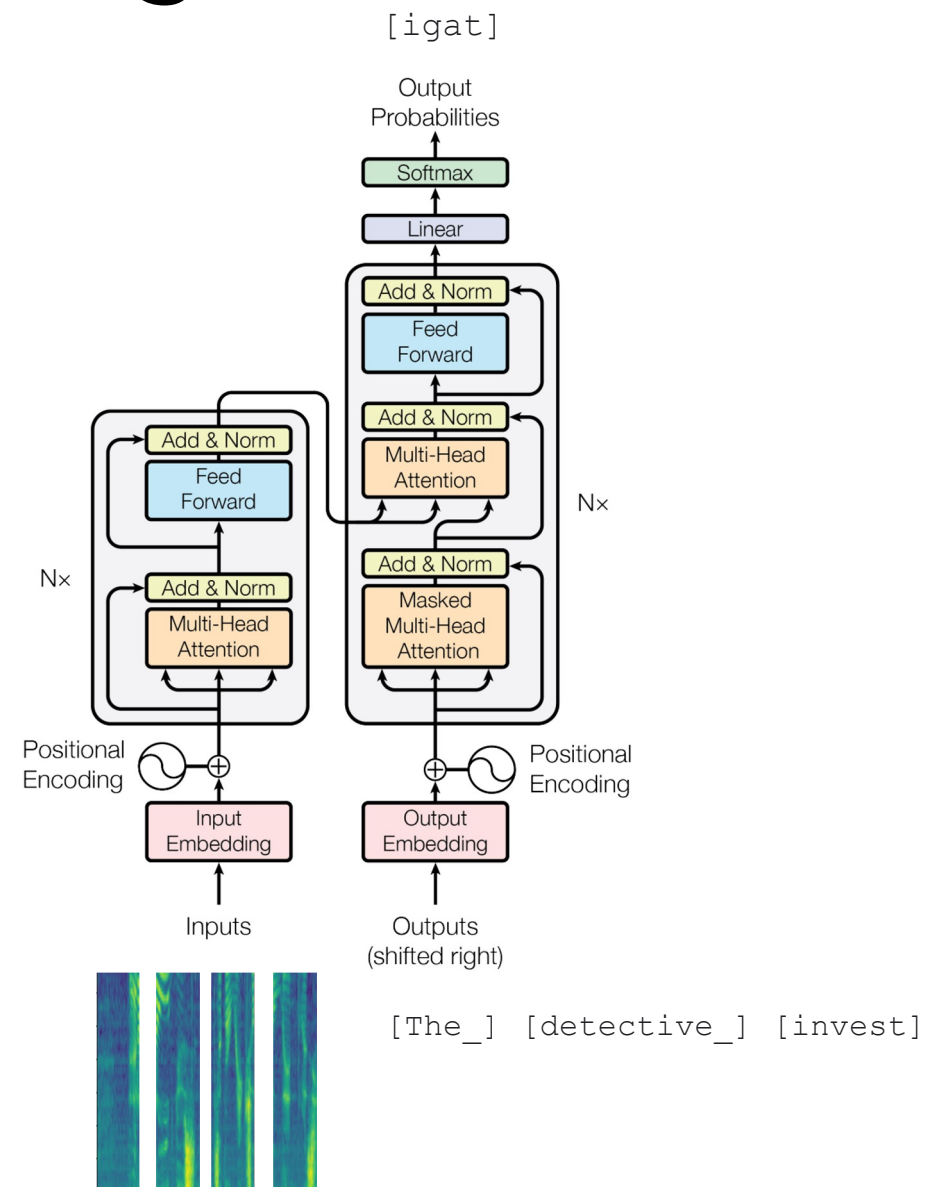 [igat]
Output
Probabilities
Softmax
Linear
Add & Norm
Feed
Forward
Add & Norm
Multi-Head
Attention
Nx
Add & Norm
Masked
Multi-Head
Attention
Add & Norm
Feed
Forward
Nx
Add & Norm
Multi-Head
Attention
Positional
Encoding
Positional
Encoding
Input
Embedding
Output
Embedding
Inputs
Outputs
(shifted right)
[The_] [detective_] [invest]